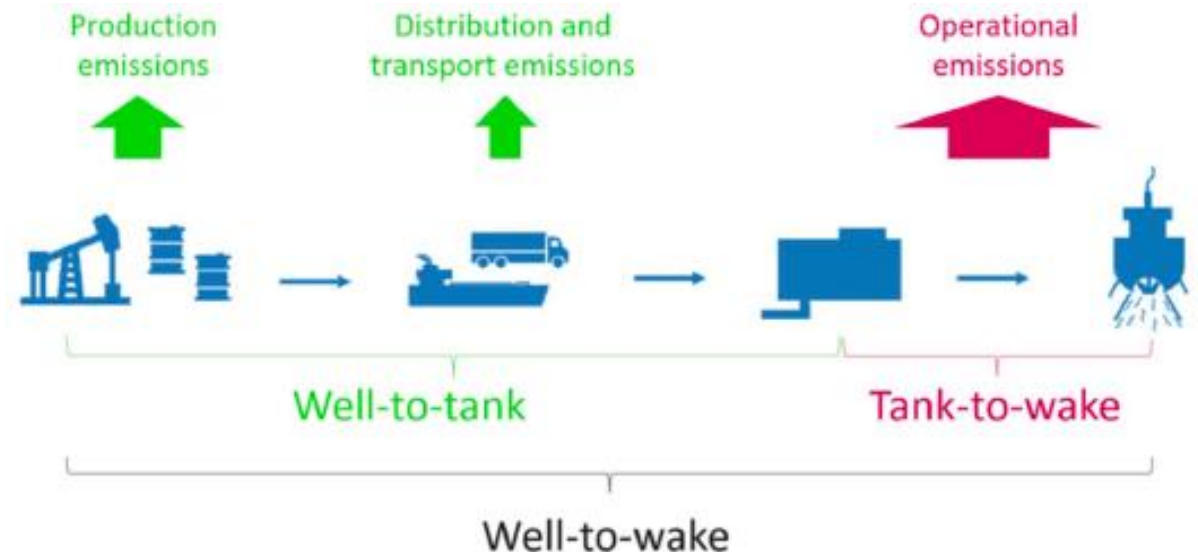 Production
emissions
Distribution and
transport emissions
Operational
emissions
Well-to-tank
Tank-to-wake
Well-to-wake